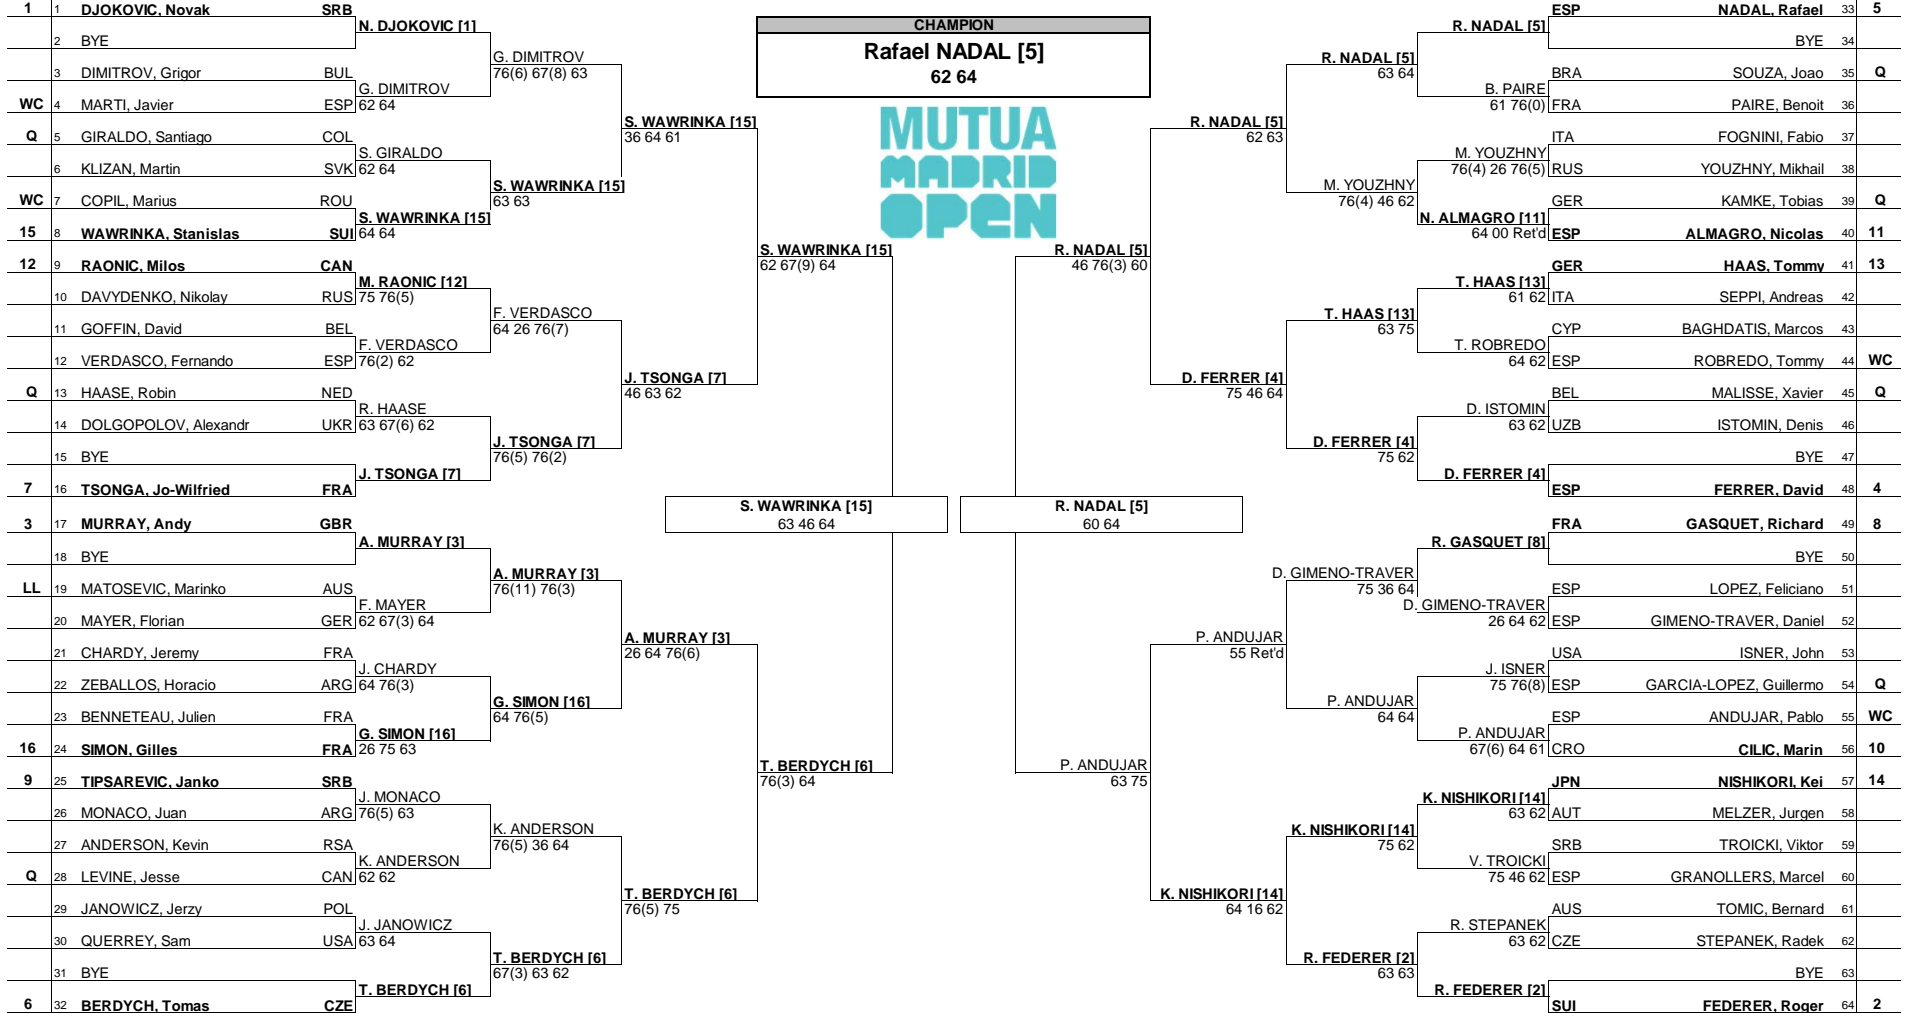 1 1 DJOKOVIC, Novak SRB
2 BYE
3 DIMITROV, Grigor BUL
WC 4 MARTI, Javier ESP
Q 5 GIRALDO, Santiago COL
6 KLIZAN, Martin SVK
WC 7 COPIL, Marius ROU
15 8 WAWRINKA, Stanislas SUI
12 9 RAONIC, Milos CAN
10 DAVYDENKO, Nikolay RUS
11 GOFFIN, David BEL
12 VERDASCO, Fernando ESP
Q 13 HAASE, Robin NED
14 DOLGOPOLOV, Alexandr UKR
15 BYE
7 16 TSONGA, Jo-Wilfried FRA
3 17 MURRAY, Andy GBR
18 BYE
LL 19 MATOSEVIC, Marinko AUS
20 MAYER, Florian GER
21 CHARDY, Jeremy FRA
22 ZEBALLOS, Horacio ARG
23 BENNETEAU, Julien FRA
16 24 SIMON, Gilles FRA
9 25 TIPSAREVIC, Janko SRB
26 MONACO, Juan ARG
27 ANDERSON, Kevin RSA
Q 28 LEVINE, Jesse CAN
29 JANOWICZ, Jerzy POL
30 QUERREY, Sam USA
31 BYE
6 32 BERDYCH, Tomas CZE
N. DJOKOVIC [1]
G. DIMITROV
62 64
S. GIRALDO
62 64
S. WAWRINKA [15]
64 64
M. RAONIC [12]
75 76(5)
F. VERDASCO
76(2) 62
R. HAASE
63 67(6) 62
J. TSONGA [7]
A. MURRAY [3]
F. MAYER
62 67(3) 64
J. CHARDY
64 76(3)
G. SIMON [16]
26 75 63
J. MONACO
76(5) 63
K. ANDERSON
62 62
J. JANOWICZ
63 64
T. BERDYCH [6]
G. DIMITROV
76(6) 67(8) 63
S. WAWRINKA [15]
63 63
F. VERDASCO
64 26 76(7)
J. TSONGA [7]
76(5) 76(2)
A. MURRAY [3]
76(11) 76(3)
G. SIMON [16]
64 76(5)
K. ANDERSON
76(5) 36 64
T. BERDYCH [6]
67(3) 63 62
S. WAWRINKA [15]
36 64 61
J. TSONGA [7]
46 63 62
A. MURRAY [3]
26 64 76(6)
T. BERDYCH [6]
76(5) 75
S. WAWRINKA [15]
62 67(9) 64
T. BERDYCH [6]
76(3) 64
S. WAWRINKA [15]
63 46 64
CHAMPION
Rafael NADAL [5]
62 64
MUTUA
MADRID
OPEN
R. NADAL [5]
60 64
R. NADAL [5]
46 76(3) 60
P. ANDUJAR
63 75
R. NADAL [5]
62 63
D. FERRER [4]
75 46 64
P. ANDUJAR
55 Ret'd
K. NISHIKORI [14]
64 16 62
R. NADAL [5]
63 64
M. YOUZHNY
76(4) 46 62
T. HAAS [13]
63 75
D. FERRER [4]
75 62
D. GIMENO-TRAVER
75 36 64
P. ANDUJAR
64 64
K. NISHIKORI [14]
75 62
R. FEDERER [2]
63 63
R. NADAL [5]
B. PAIRE
61 76(0)
M. YOUZHNY
76(4) 26 76(5)
N. ALMAGRO [11]
64 00 Ret'd
T. HAAS [13]
61 62
T. ROBREDO
64 62
D. ISTOMIN
63 62
D. FERRER [4]
R. GASQUET [8]
D. GIMENO-TRAVER
26 64 62
J. ISNER
75 76(8)
P. ANDUJAR
67(6) 64 61
K. NISHIKORI [14]
63 62
V. TROICKI
75 46 62
R. STEPANEK
63 62
R. FEDERER [2]
ESP NADAL, Rafael 33 5
BYE 34
BRA SOUZA, Joao 35 Q
FRA PAIRE, Benoit 36
ITA FOGNINI, Fabio 37
RUS YOUZHNY, Mikhail 38
GER KAMKE, Tobias 39 Q
ESP ALMAGRO, Nicolas 40 11
GER HAAS, Tommy 41 13
ITA SEPPI, Andreas 42
CYP BAGHDATIS, Marcos 43
ESP ROBREDO, Tommy 44 WC
BEL MALISSE, Xavier 45 Q
UZB ISTOMIN, Denis 46
BYE 47
ESP FERRER, David 48 4
FRA GASQUET, Richard 49 8
BYE 50
ESP LOPEZ, Feliciano 51
ESP GIMENO-TRAVER, Daniel 52
USA ISNER, John 53
ESP GARCIA-LOPEZ, Guillermo 54 Q
ESP ANDUJAR, Pablo 55 WC
CRO CILIC, Marin 56 10
JPN NISHIKORI, Kei 57 14
AUT MELZER, Jurgen 58
SRB TROICKI, Viktor 59
ESP GRANOLLERS, Marcel 60
AUS TOMIC, Bernard 61
CZE STEPANEK, Radek 62
BYE 63
SUI FEDERER, Roger 64 2